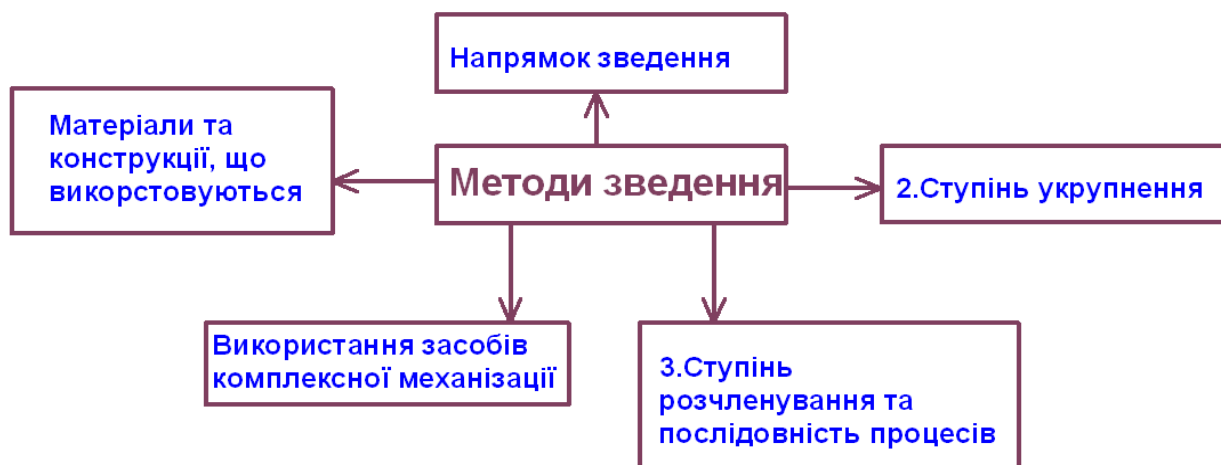 Напрямок зведення
Матеріали та
конструкції, що
викорстовуються
Методи зведення
2.Ступінь укрупнення
Використання засобів
комплексної механізації
3.Ступінь
розчленування та
послідовність процесів